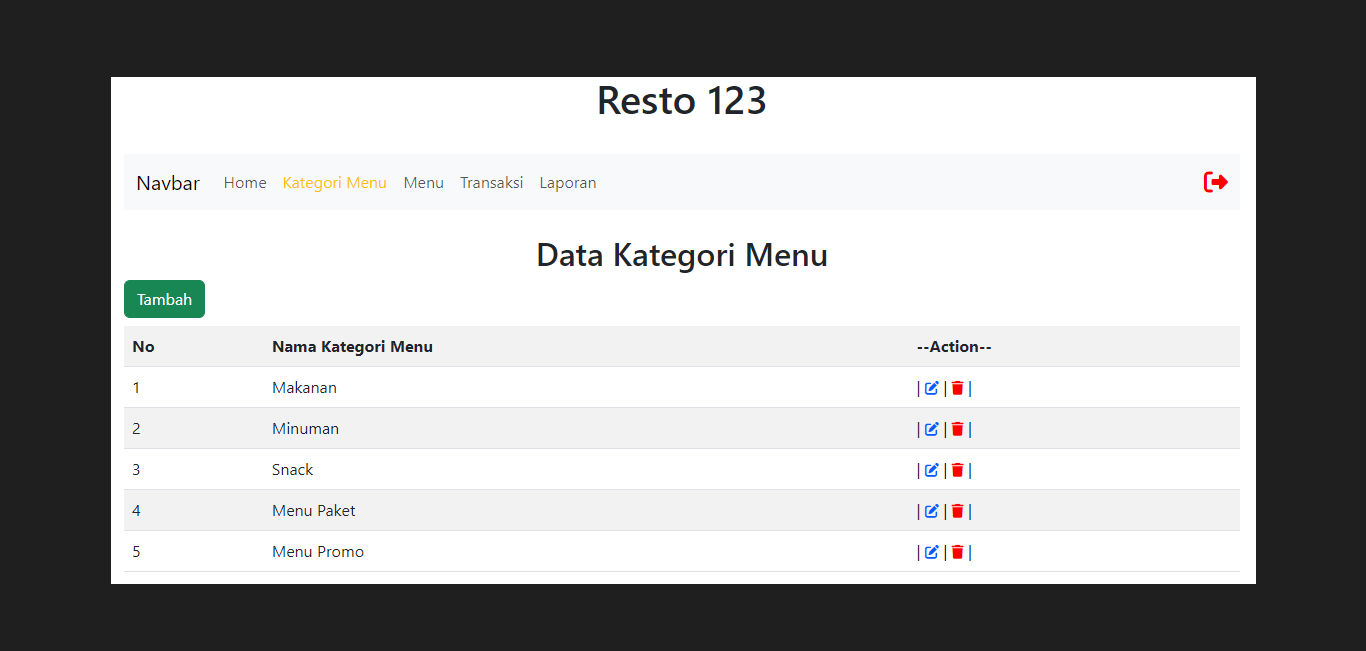 Resto 123
Navbar Home Kategori Menu Menu Transaksi Laporan
Data Kategori Menu
Tambah
No Nama Kategori Menu --Action--
1 Makanan | | |
2 Minuman | | |
3 Snack | | |
4 Menu Paket | | |
5 Menu Promo | | |